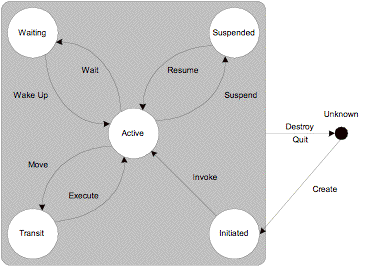 Waiting
Suspended
Wait
Resume
Wake Up
Suspend
Unknown
Active
Destroy
Quit
Move
Invoke
Execute
Create
Transit
Initiated